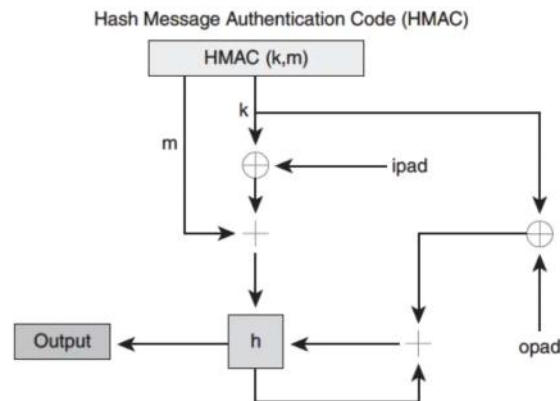 Hash Message Authentication Code (HMAC)
HMAC (k,m)
k
m
ipad
Output
h
opad